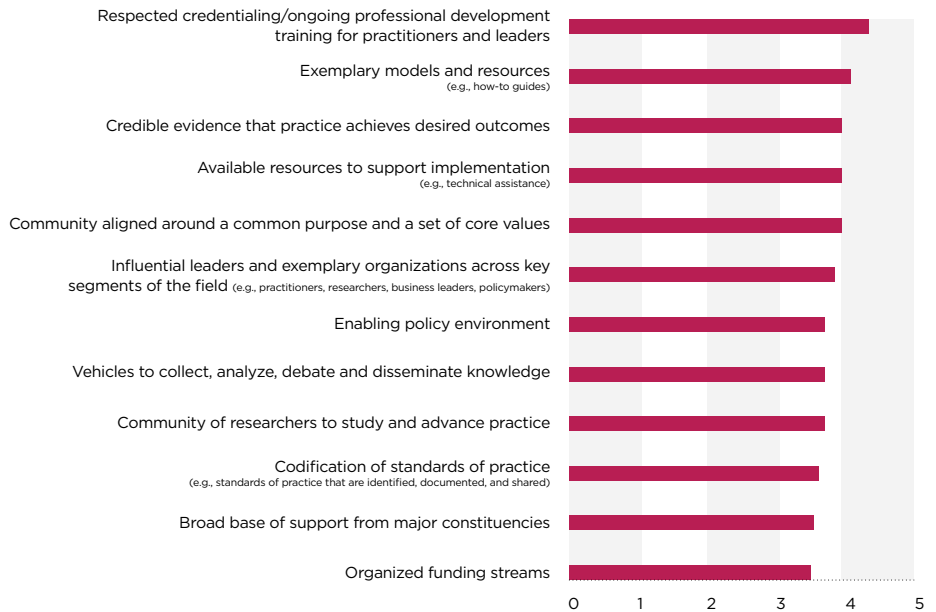 Respected credentialing/ongoing professional development
training for practitioners and leaders
Exemplary models and resources
(e.g., how-to guides)
Credible evidence that practice achieves desired outcomes
Available resources to support implementation
(e.g., technical assistance)
Community aligned around a common purpose and a set of core values
Influential leaders and exemplary organizations across key
segments of the field (e.g., practitioners, researchers, business leaders, policymakers)
Enabling policy environment
Vehicles to collect, analyze, debate and disseminate knowledge
Community of researchers to study and advance practice
Codification of standards of practice
(e.g., standards of practice that are identified, documented, and shared)
Broad base of support from major constituencies
Organized funding streams
0 1 2 3 4 5